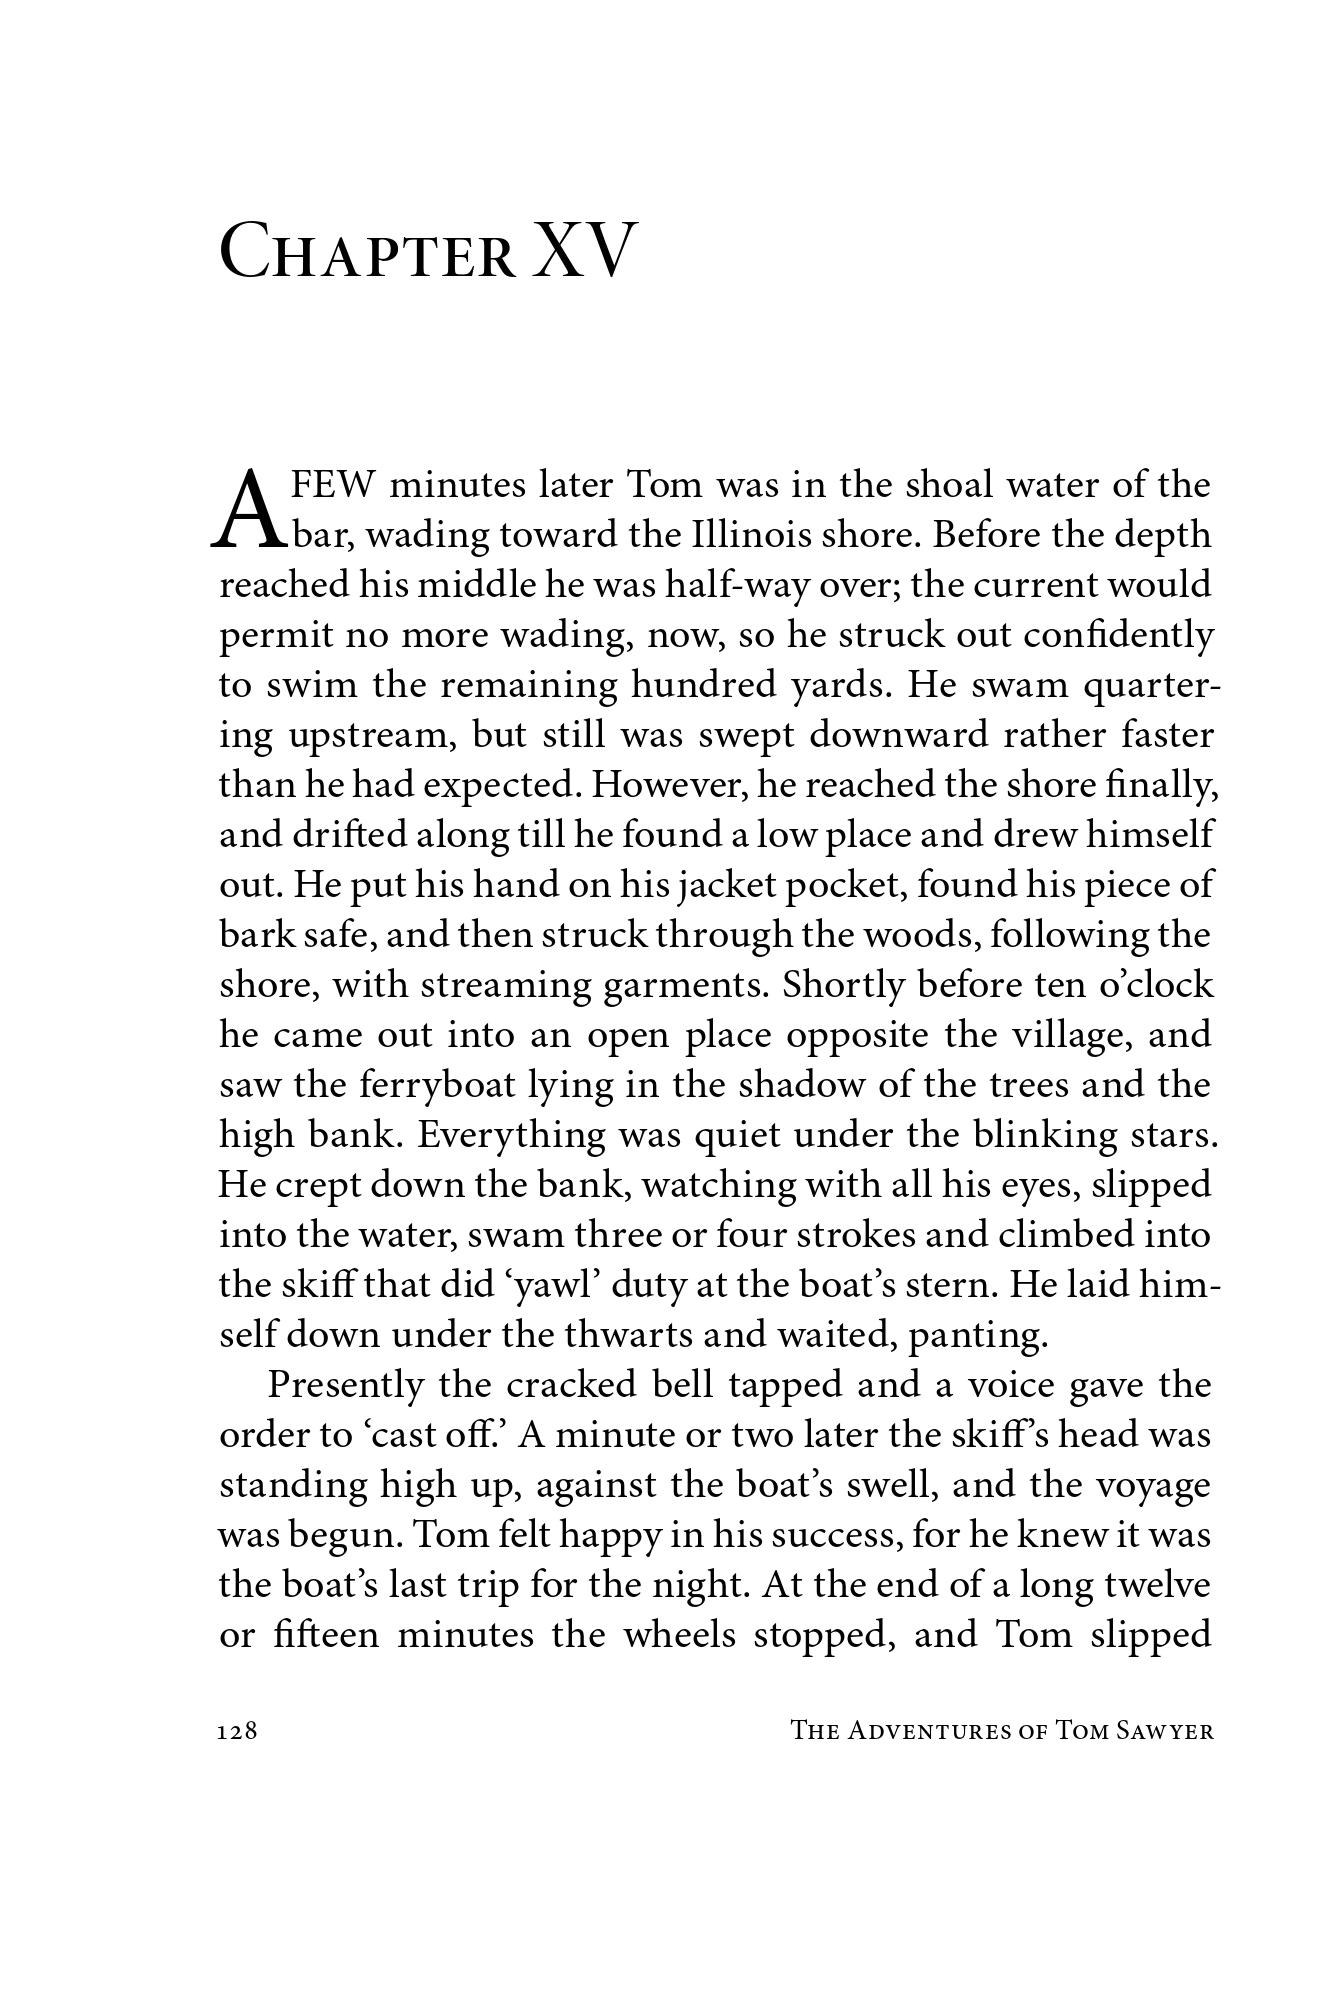 Chapter XV
A FEW minutes later Tom was in the shoal water of the
bar, wading toward the Illinois shore. Before the depth
reached his middle he was half-way over; the current would
permit no more wading, now, so he struck out confidently
to swim the remaining hundred yards. He swam quarter-
ing upstream, but still was swept downward rather faster
than he had expected. However, he reached the shore finally,
and drifted along till he found a low place and drew himself
out. He put his hand on his jacket pocket, found his piece of
bark safe, and then struck through the woods, following the
shore, with streaming garments. Shortly before ten o’clock
he came out into an open place opposite the village, and
saw the ferryboat lying in the shadow of the trees and the
high bank. Everything was quiet under the blinking stars.
He crept down the bank, watching with all his eyes, slipped
into the water, swam three or four strokes and climbed into
the skiff that did ‘yawl’ duty at the boat’s stern. He laid him-
self down under the thwarts and waited, panting.
Presently the cracked bell tapped and a voice gave the
order to ‘cast off.’ A minute or two later the skiff’s head was
standing high up, against the boat’s swell, and the voyage
was begun. Tom felt happy in his success, for he knew it was
the boat’s last trip for the night. At the end of a long twelve
or fifteen minutes the wheels stopped, and Tom slipped
128 The Adventures of Tom Sawyer